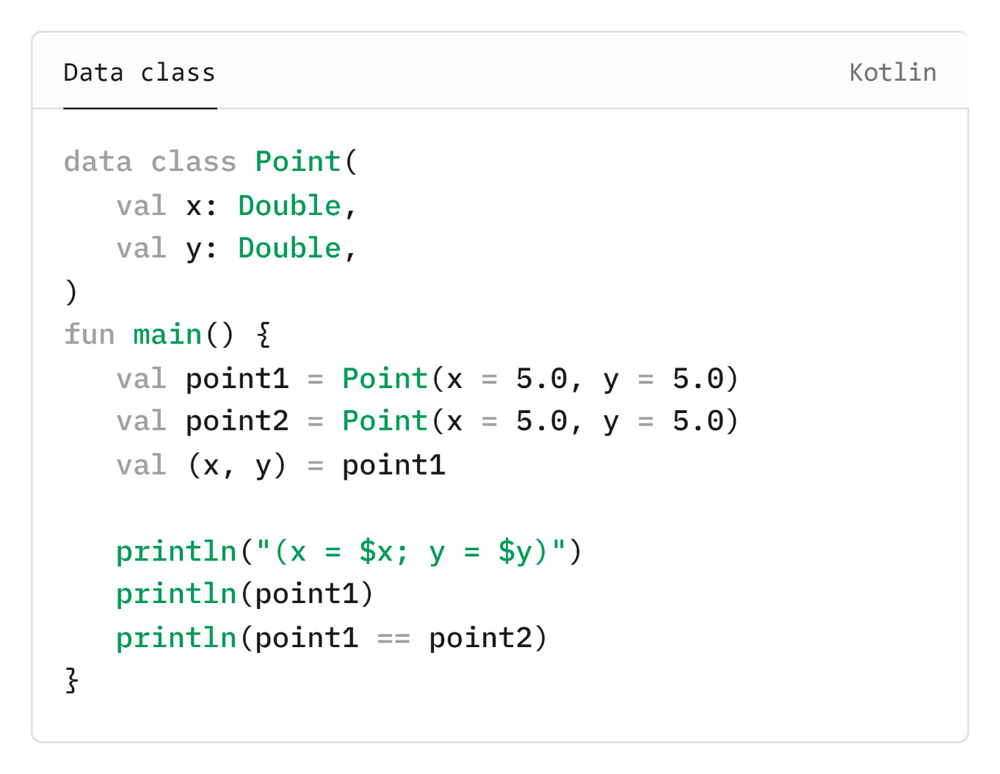 Data class
Kotlin
data class Point(
   val x: Double,
   val y: Double,
)
fun main() {
   val point1 = Point(x = 5.0, y = 5.0)
   val point2 = Point(x = 5.0, y = 5.0)
   val (x, y) = point1

   println("(x = $x; y = $y)")
   println(point1)
   println(point1 == point2)
}